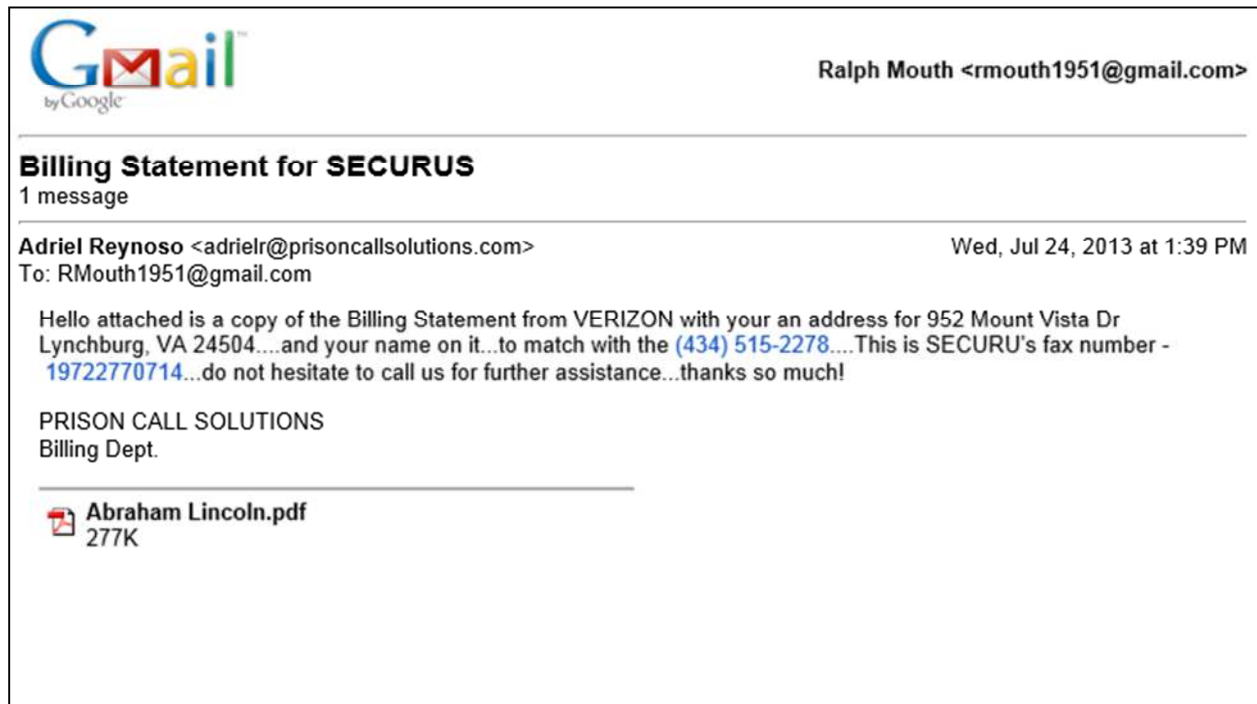 Gmail™
by Google
Ralph Mouth <rmouth1951@gmail.com>
Billing Statement for SECURUS
1 message
Adriel Reynoso <adrielr@prisoncallsolutions.com>
Wed, Jul 24, 2013 at 1:39 PM
To: RMouth1951@gmail.com
Hello attached is a copy of the Billing Statement from VERIZON with your an address for 952 Mount Vista Dr
Lynchburg, VA 24504....and your name on it...to match with the (434) 515-2278....This is SECURU's fax number -
19722770714...do not hesitate to call us for further assistance...thanks so much!
PRISON CALL SOLUTIONS
Billing Dept.
Abraham Lincoln.pdf
277K